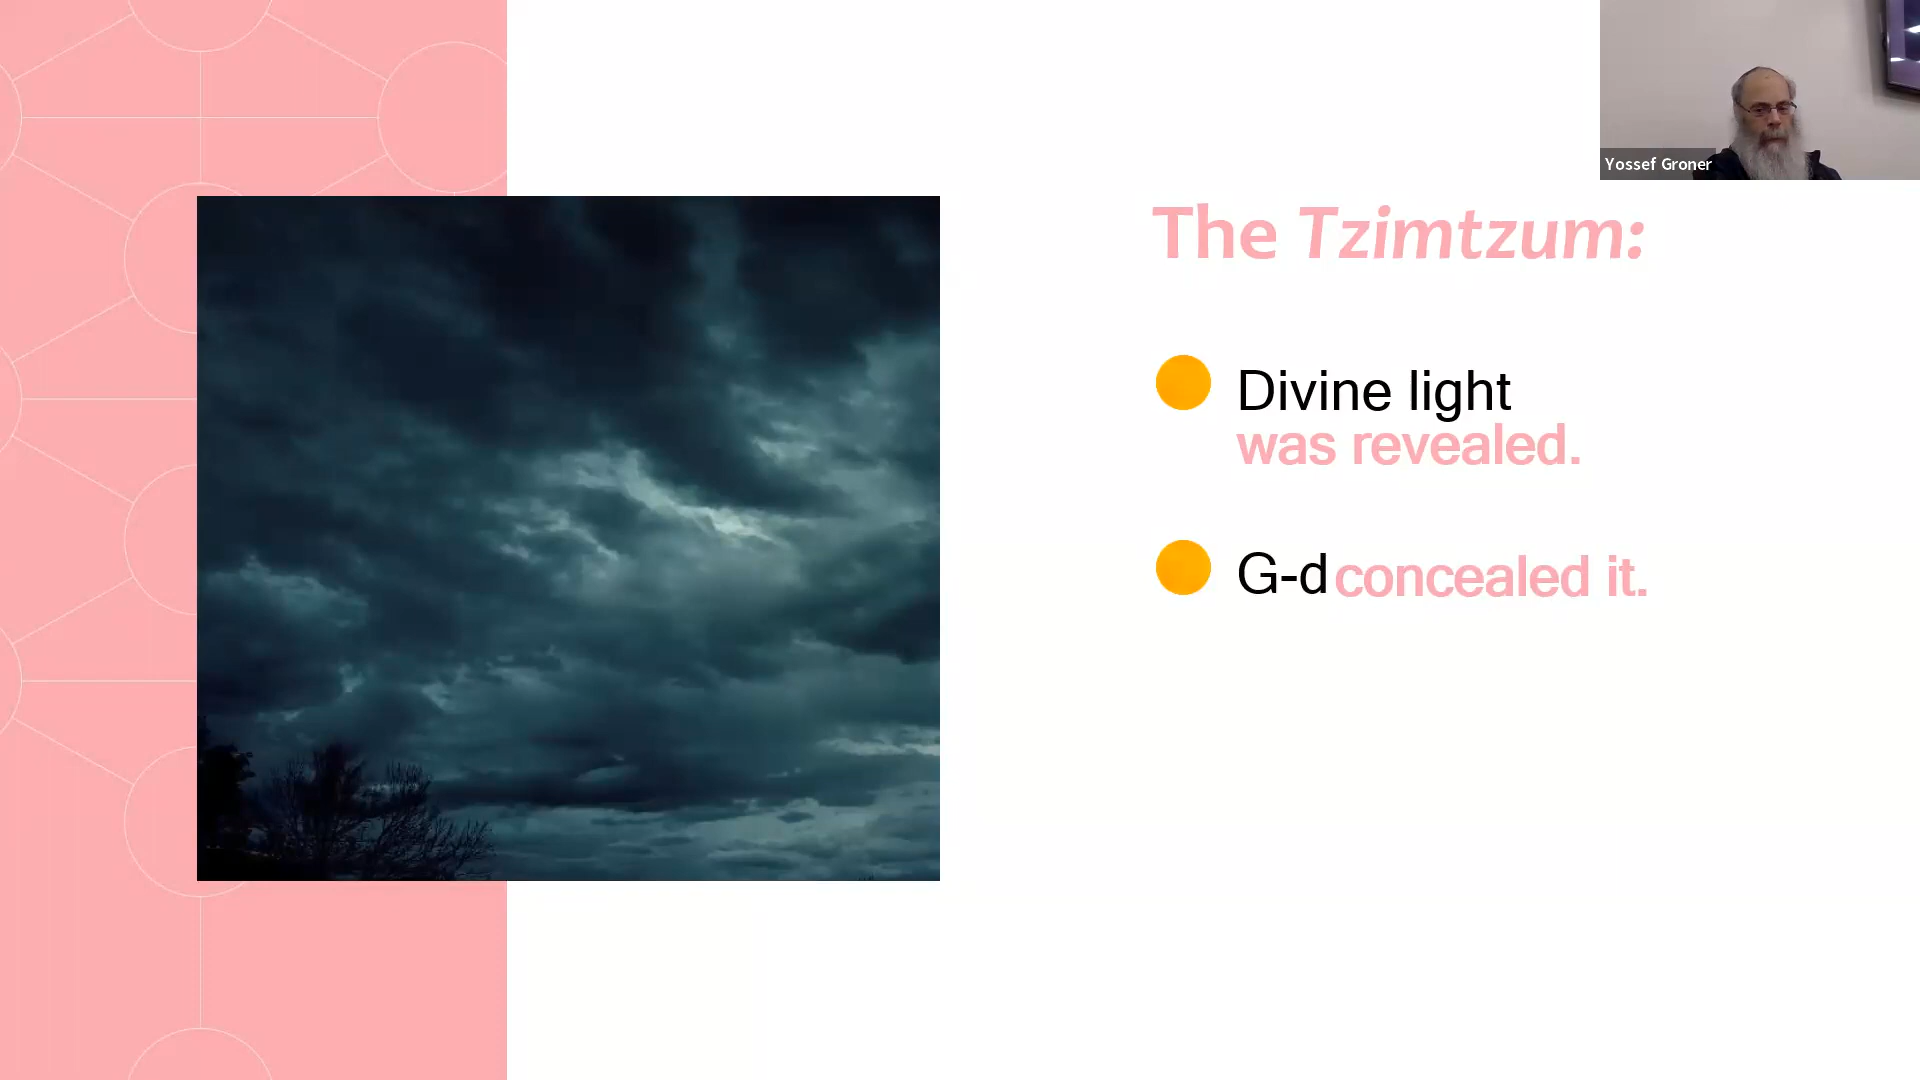 Yossef Groner
The Tzimtzum:
Divine light
was revealed.
G-d concealed it.